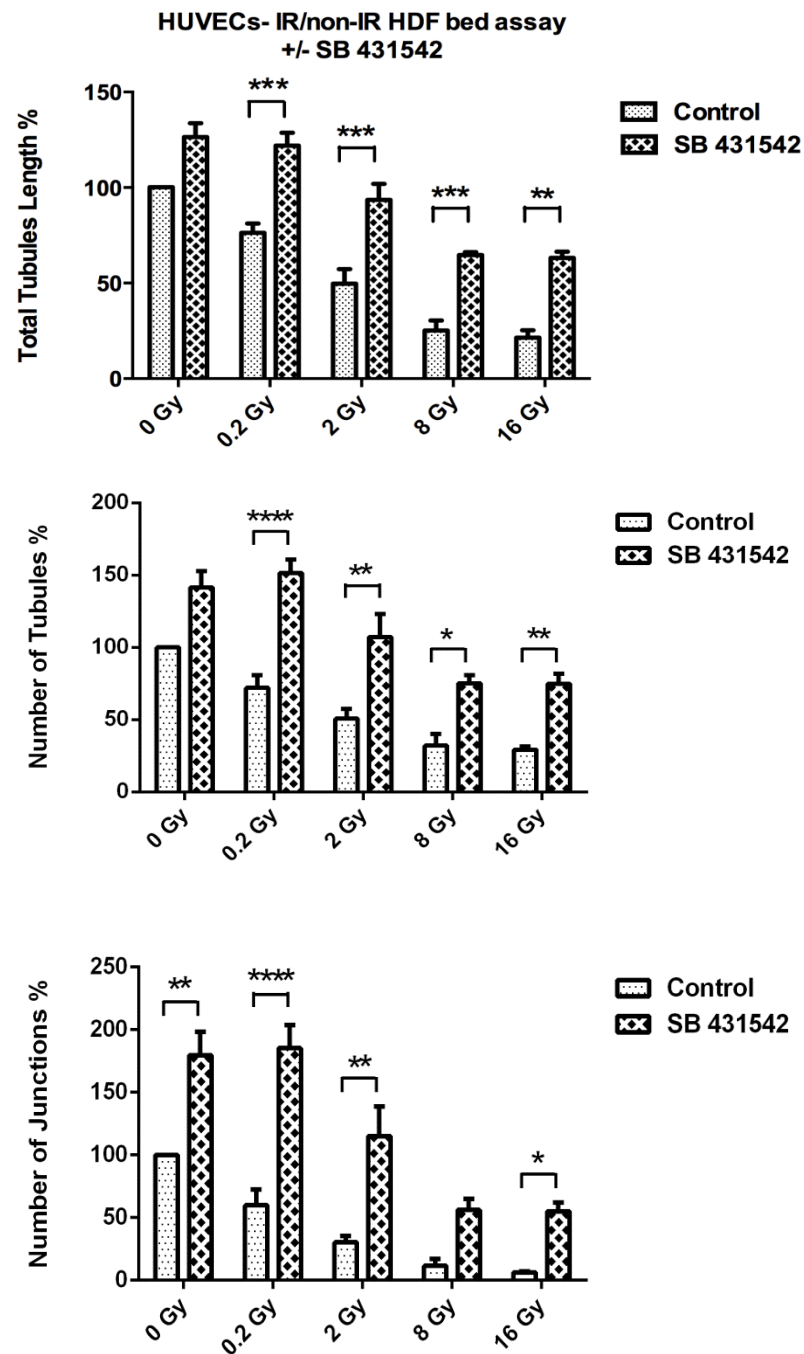 HUVECs- IR/non-IR HDF bed assay
+/- SB 431542
Total Tubules Length %
150
100
50
0
***
***
***
**
0 Gy
0.2 Gy
2 Gy
8 Gy
16 Gy
Control
SB 431542
Number of Tubules %
200
150
100
50
0
****
**
*
**
0 Gy
0.2 Gy
2 Gy
8 Gy
16 Gy
Control
SB 431542
Number of Junctions %
250
200
150
100
50
0
**
****
**
*
0 Gy
0.2 Gy
2 Gy
8 Gy
16 Gy
Control
SB 431542